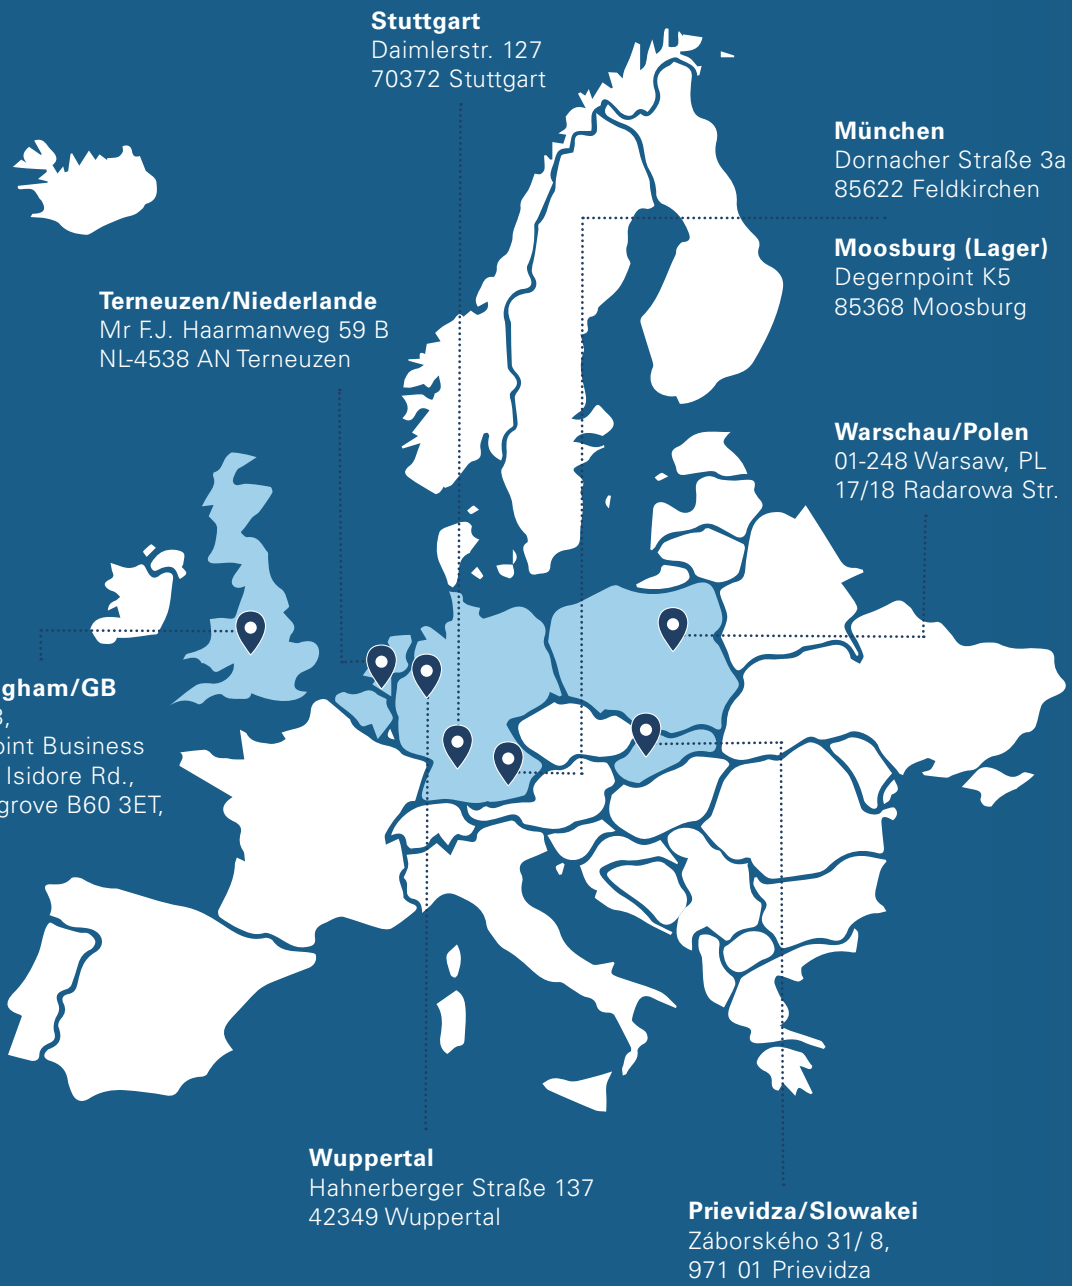 Stuttgart
Daimlerstr. 127
70372 Stuttgart
München
Dornacher Straße 3a
85622 Feldkirchen
Moosburg (Lager)
Degernpoint K5
85368 Moosburg
Terneuzen/Niederlande
Mr F.J. Haarmanweg 59 B
NL-4538 AN Terneuzen
Warschau/Polen
01-248 Warsaw, PL
17/18 Radarowa Str.
gham/GB
3,
oint Business
Isidore Rd.,
grove B60 3ET,
Wuppertal
Hahnerberger Straße 137
42349 Wuppertal
Prievidza/Slowakei
Záborského 31/ 8,
971 01 Prievidza